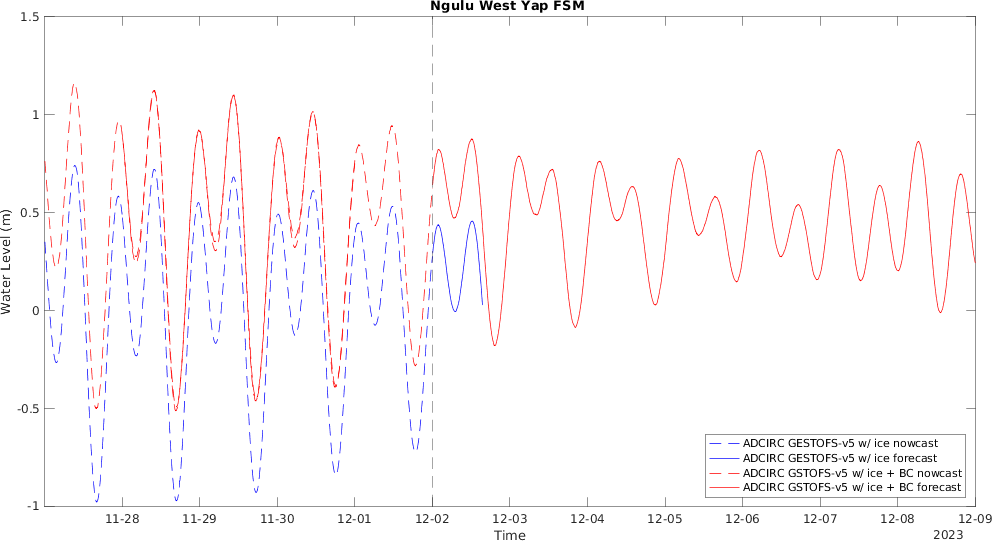 Ngulu West Yap FSM
1.5
1
0.5
0
-0.5
-1
Water Level (m)
ADCIRC GESTOFS-v5 w/ ice nowcast
ADCIRC GESTOFS-v5 w/ ice forecast
ADCIRC GSTOFS-v5 w/ ice + BC nowcast
ADCIRC GSTOFS-v5 w/ ice + BC forecast
11-28 11-29 11-30 12-01 12-02 12-03 12-04 12-05 12-06 12-07 12-08 12-09
Time
2023